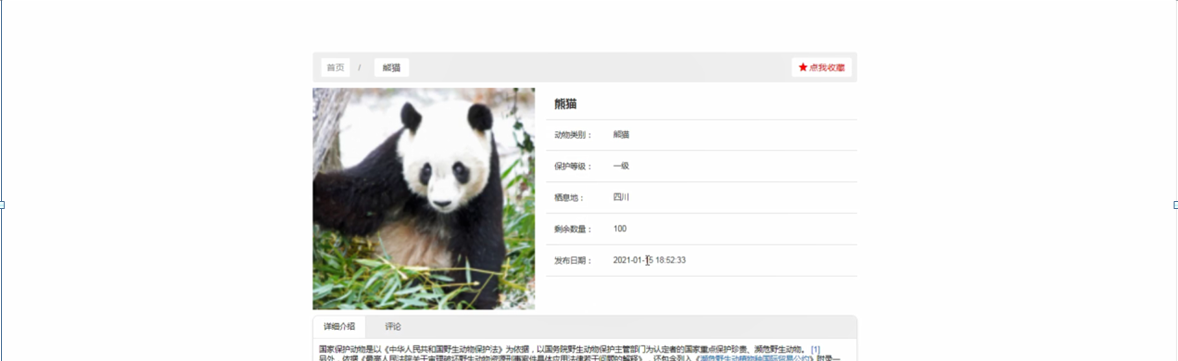 首页 / 熊猫 ★ 点我收藏
熊猫
动物类别： 熊猫
保护等级： 一级
栖息地： 四川
剩余数量： 100
发布日期： 2021-01-15 18:52:33
详细介绍 评论
国家保护动物是以《中华人民共和国野生动物保护法》为依据，以国务院野生动物保护主管部门为认定者的国家重点保护珍贵、濒危野生动物。 [1]
另外，依据《最高人民法院关于审理破坏野生动物资源刑事案件具体应用法律若干问题的解释》，还包含列入《濒危野生动植物种国际贸易公约》附录一